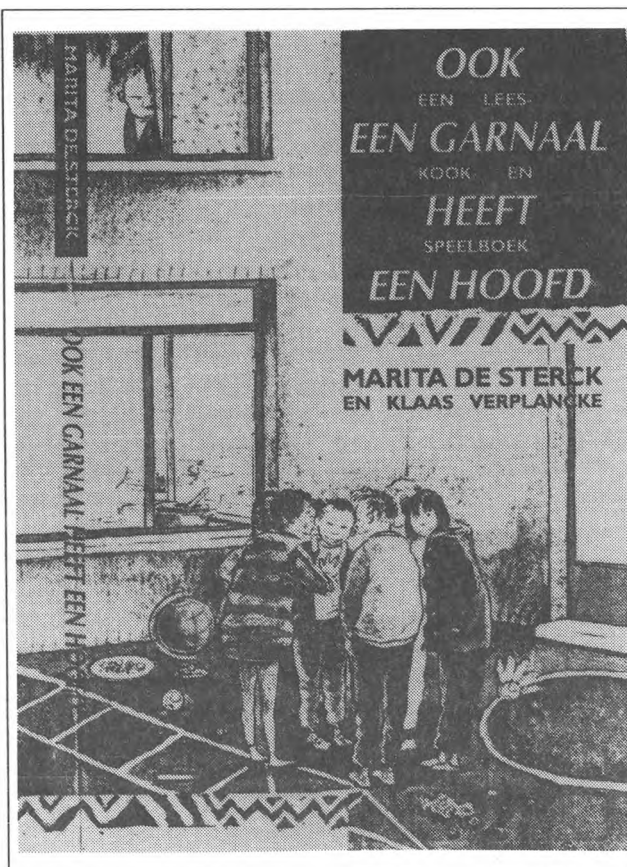 MARITA DE STERCK
OOK EEN GARNAAL HEEFT EEN
OOK
EEN LEES-
EEN GARNAAL
KOOK- EN
HEEFT
SPEELBOEK
EEN HOOFD
MARITA DE STERCK
EN KLAAS VERPLANCKE